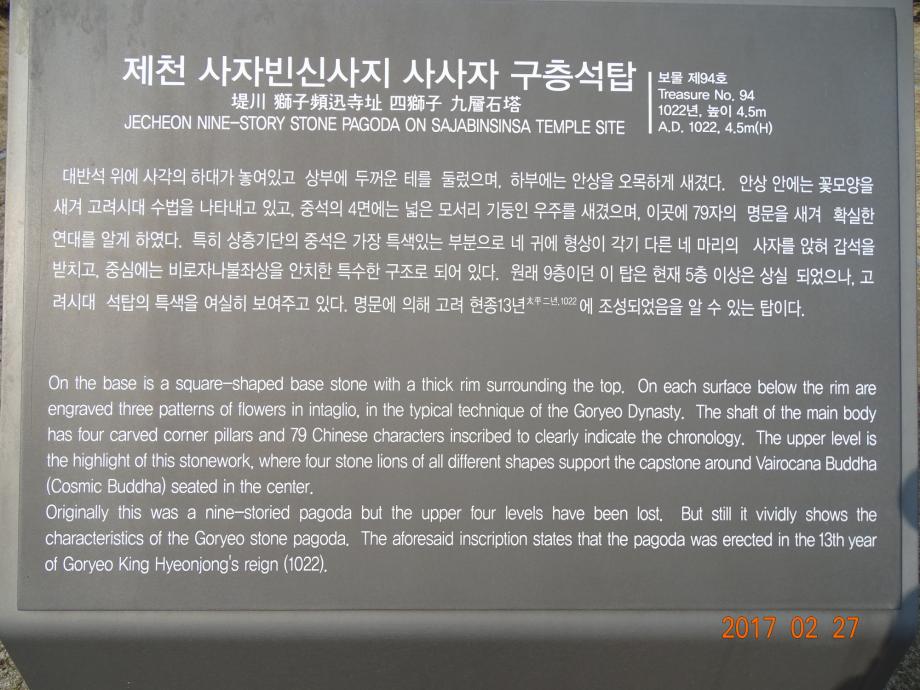 제천 사자빈신사지 사사자 구층석탑
堤川 獅子頻迅寺址 四獅子 九層石塔
JECHEON NINE-STORY STONE PAGODA ON SAJABINSINSA TEMPLE SITE
보물 제94호
Treasure No. 94
1022년, 높이 4.5m
A.D. 1022, 4.5m(H)
대반석 위에 사각의 하대가 놓여있고 상부에 두꺼운 테를 둘렀으며, 하부에는 안상을 오목하게 새겼다. 안상 안에는 꽃모양을
새겨 고려시대 수법을 나타내고 있고, 중석의 4면에는 넓은 모서리 기둥인 우주를 새겼으며, 이곳에 79자의 명문을 새겨 확실한
연대를 알게 하였다. 특히 상층기단의 중석은 가장 특색있는 부분으로 네 귀에 형상이 각기 다른 네 마리의 사자를 앉혀 갑석을
받치고, 중심에는 비로자나불좌상을 안치한 특수한 구조로 되어 있다. 원래 9층이던 이 탑은 현재 5층 이상은 상실 되었으나, 고
려시대 석탑의 특색을 여실히 보여주고 있다. 명문에 의해 고려 현종13년太平二년,1022에 조성되었음을 알 수 있는 탑이다.
On the base is a square-shaped base stone with a thick rim surrounding the top. On each surface below the rim are
engraved three patterns of flowers in intaglio, in the typical technique of the Goryeo Dynasty. The shaft of the main body
has four carved corner pillars and 79 Chinese characters inscribed to clearly indicate the chronology. The upper level is
the highlight of this stonework, where four stone lions of all different shapes support the capstone around Vairocana Buddha
(Cosmic Buddha) seated in the center.
Originally this was a nine-storied pagoda but the upper four levels have been lost. But still it vividly shows the
characteristics of the Goryeo stone pagoda. The aforesaid inscription states that the pagoda was erected in the 13th year
of Goryeo King Hyeonjong's reign (1022).
2017 02 27